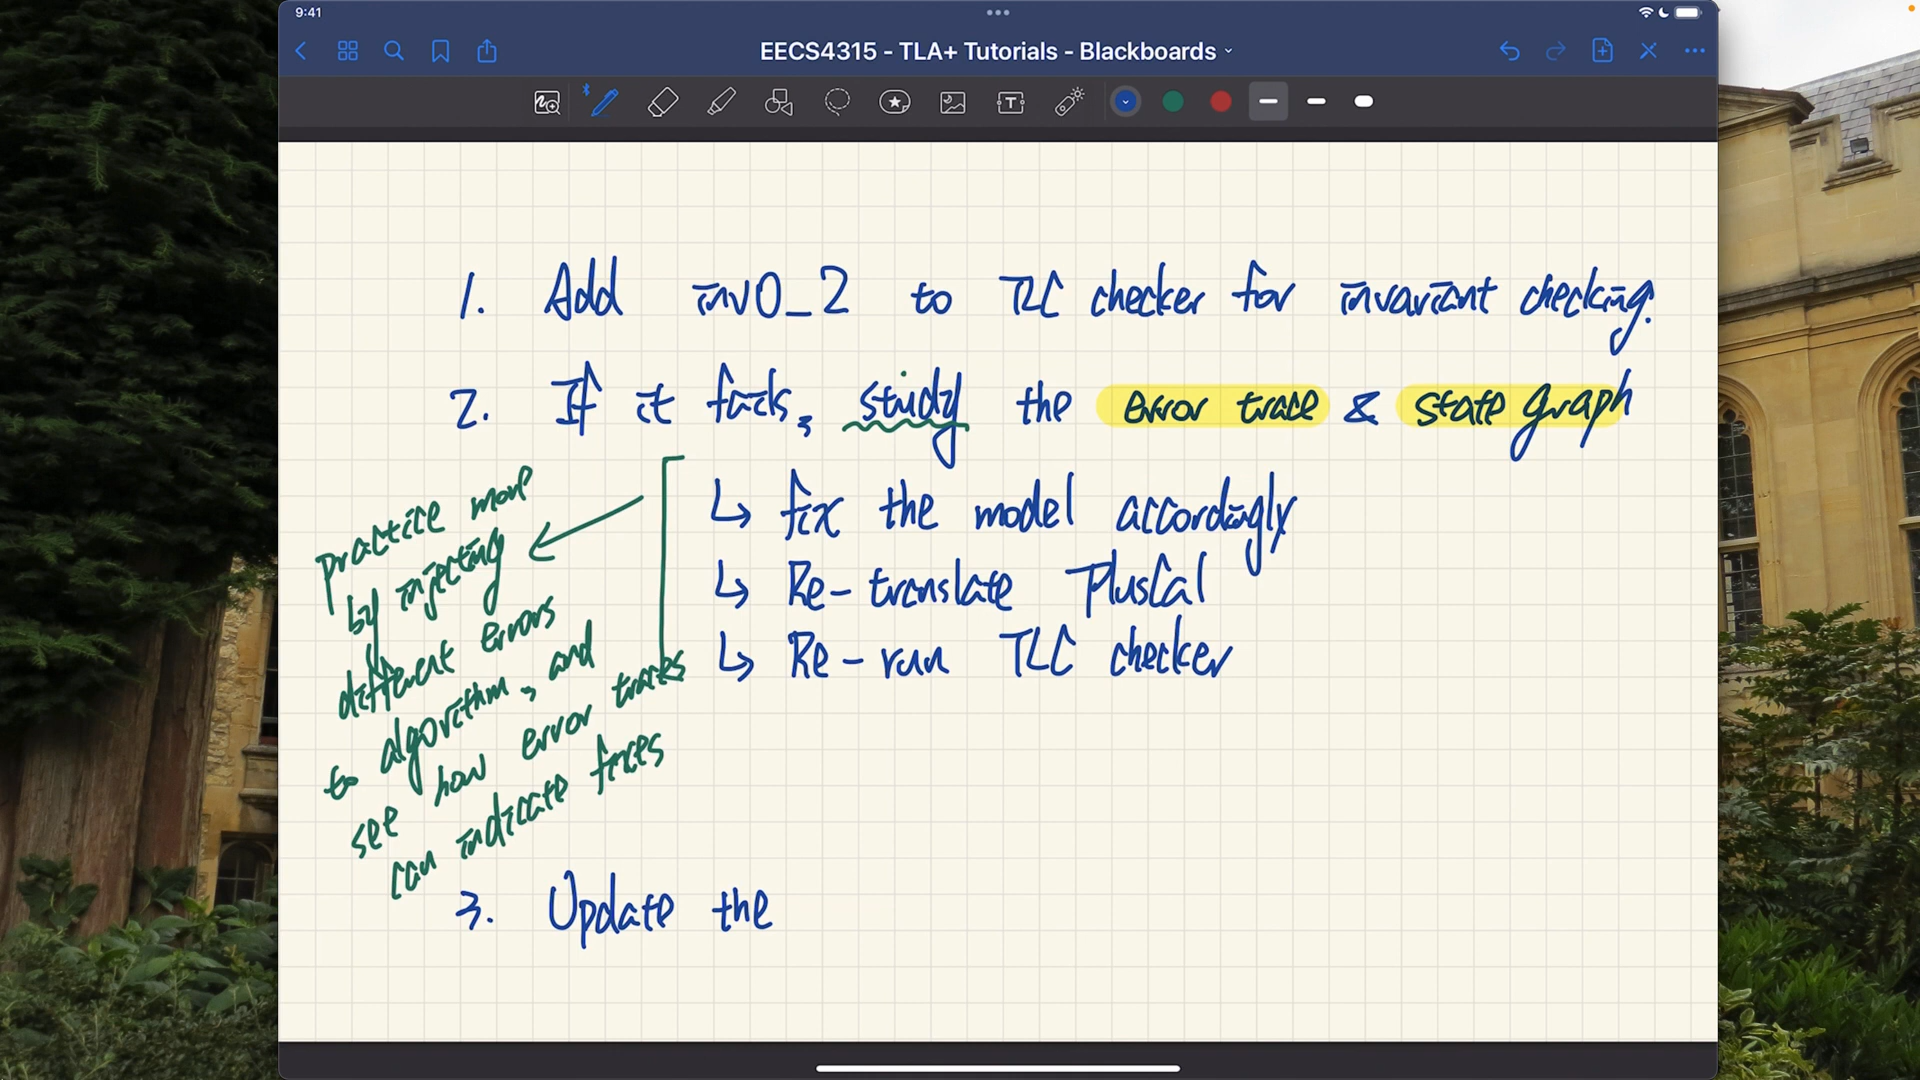 9:41
EECS4315 - TLA+ Tutorials - Blackboards
1. Add inv0_2 to TLC checker for invariant checking.
2. If it fails, study the error trace & state graph
↳ fix the model accordingly
↳ Re-translate PlusCal
↳ Re-run TLC checker
practice more
by injecting
different errors
to algorithm, and
see how error traces
can indicate fixes
3. Update the